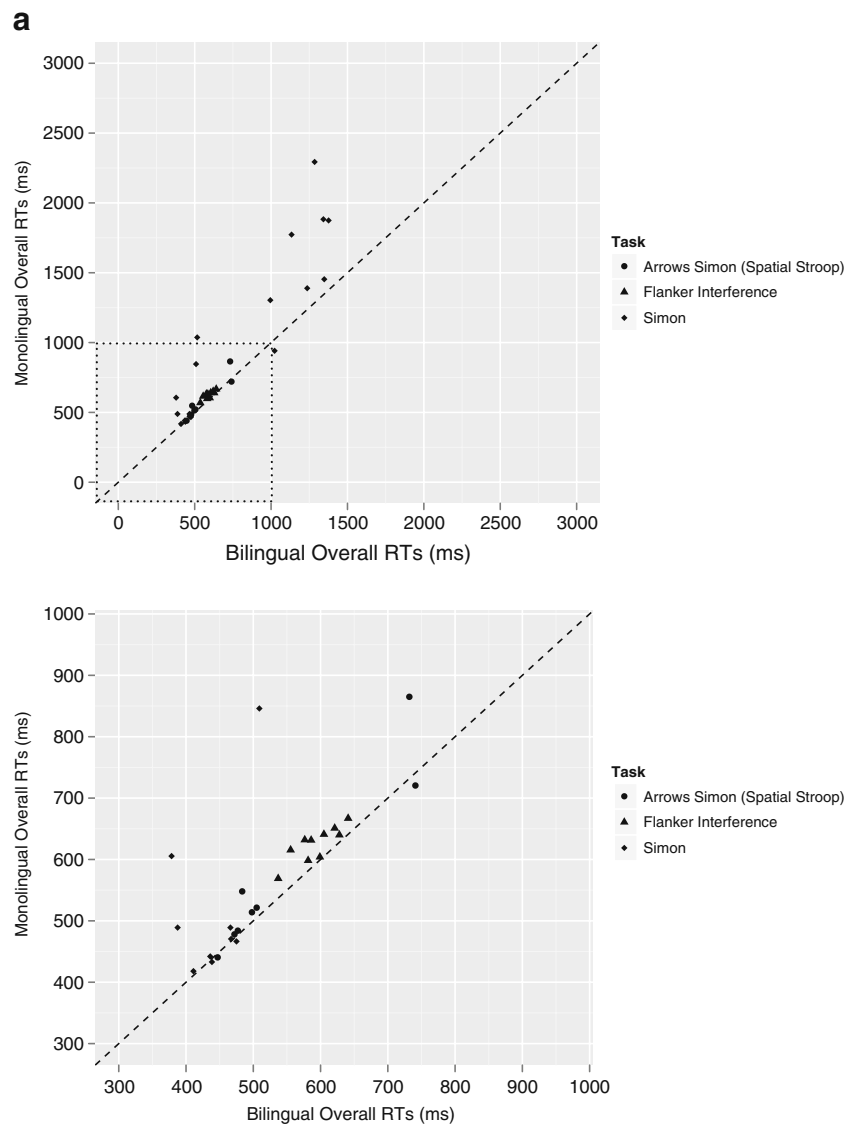 a
3000
2500
2000
1500
1000
500
0
Monolingual Overall RTs (ms)
0 500 1000 1500 2000 2500 3000
Bilingual Overall RTs (ms)
Task
Arrows Simon (Spatial Stroop)
Flanker Interference
Simon
1000
900
800
700
600
500
400
300
Monolingual Overall RTs (ms)
300 400 500 600 700 800 900 1000
Bilingual Overall RTs (ms)
Task
Arrows Simon (Spatial Stroop)
Flanker Interference
Simon